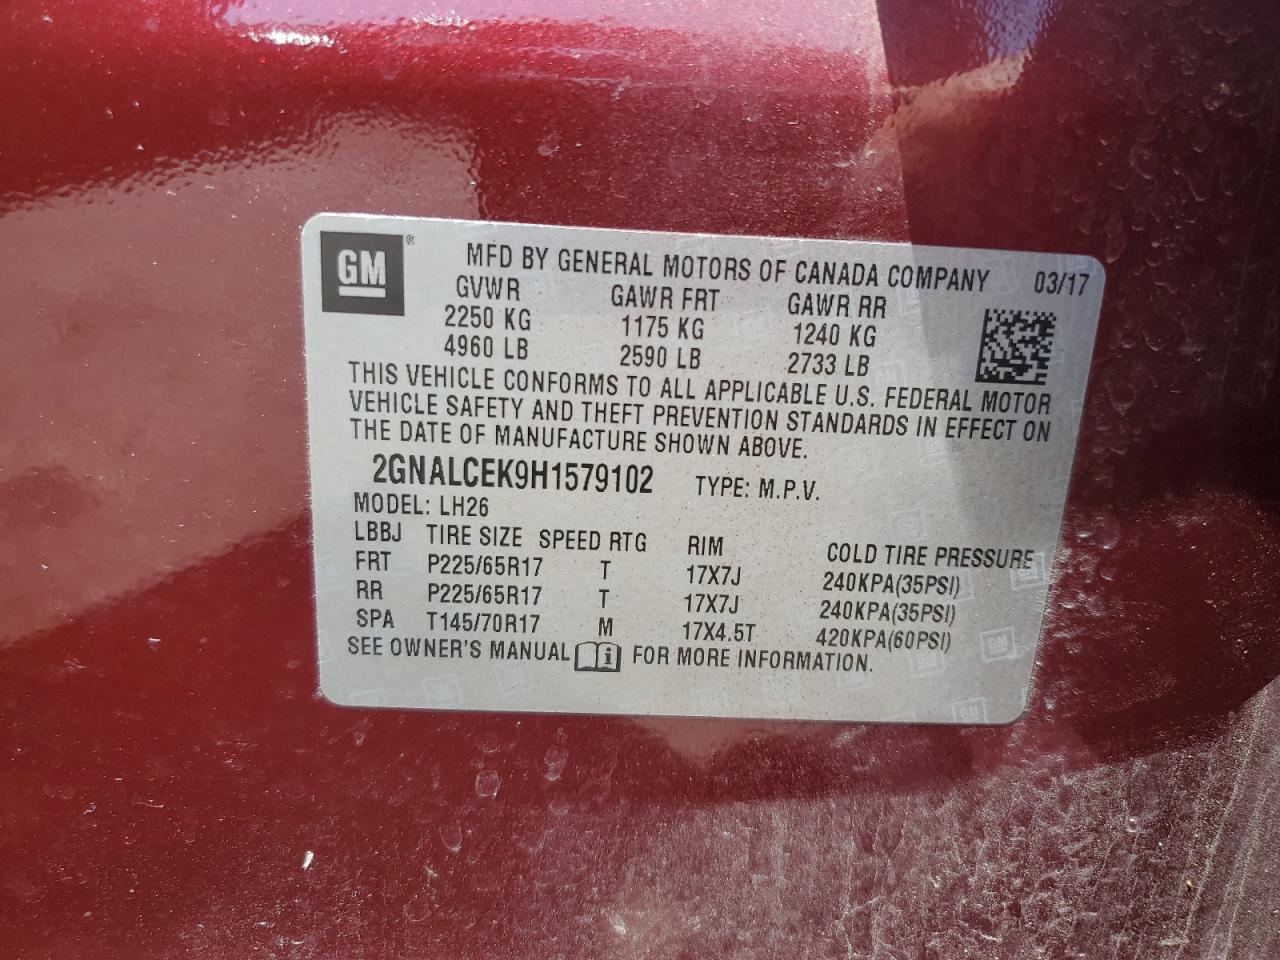 GM ®
MFD BY GENERAL MOTORS OF CANADA COMPANY 03/17
GVWR GAWR FRT GAWR RR
2250 KG 1175 KG 1240 KG
4960 LB 2590 LB 2733 LB
THIS VEHICLE CONFORMS TO ALL APPLICABLE U.S. FEDERAL MOTOR
VEHICLE SAFETY AND THEFT PREVENTION STANDARDS IN EFFECT ON
THE DATE OF MANUFACTURE SHOWN ABOVE.
2GNALCEK9H1579102 TYPE: M.P.V.
MODEL: LH26
LBBJ TIRE SIZE SPEED RTG RIM COLD TIRE PRESSURE
FRT P225/65R17 T 17X7J 240KPA(35PSI)
RR P225/65R17 T 17X7J 240KPA(35PSI)
SPA T145/70R17 M 17X4.5T 420KPA(60PSI)
SEE OWNER'S MANUAL i FOR MORE INFORMATION.